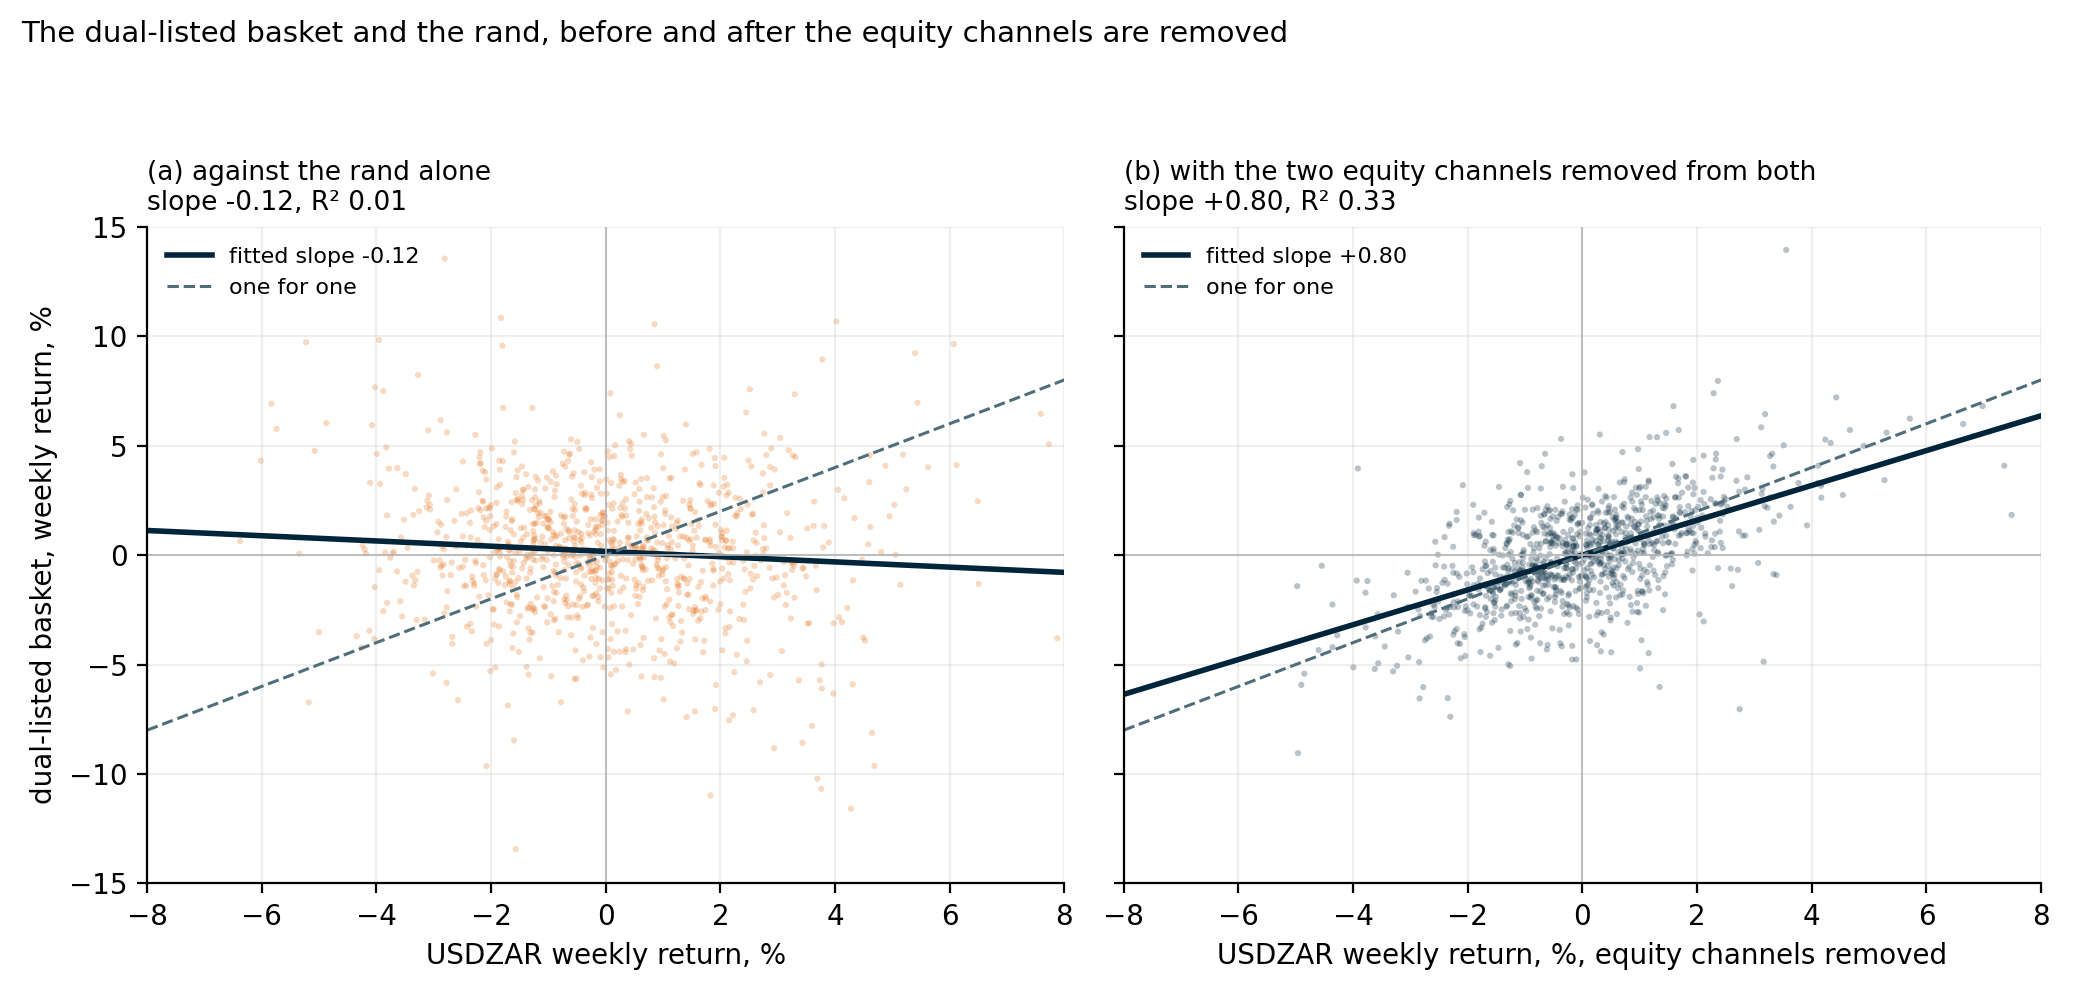 The dual-listed basket and the rand, before and after the equity channels are removed
(a) against the rand alone
slope -0.12, R² 0.01
fitted slope -0.12
one for one
15
10
5
0
−5
−10
−15
dual-listed basket, weekly return, %
−8
−6
−4
−2
0
2
4
6
8
USDZAR weekly return, %
(b) with the two equity channels removed from both
slope +0.80, R² 0.33
fitted slope +0.80
one for one
−8
−6
−4
−2
0
2
4
6
8
USDZAR weekly return, %, equity channels removed